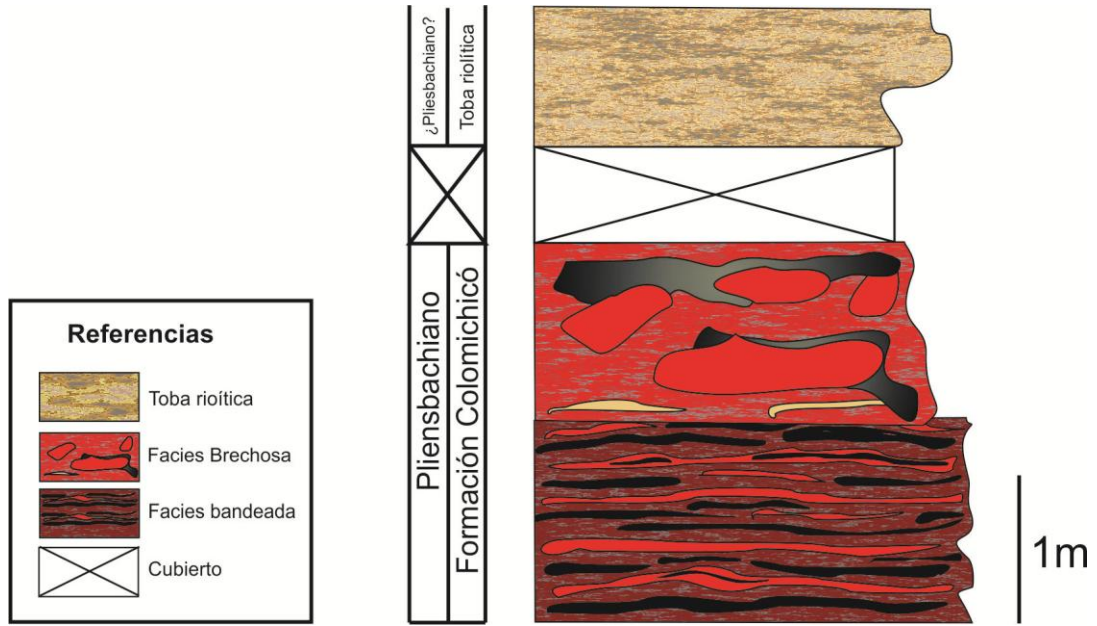 ¿Pliesbachiano?
Toba riolítica
Pliensbachiano
Formación Colomichicó
Referencias
Toba rioítica
Facies Brechosa
Facies bandeada
Cubierto
1m